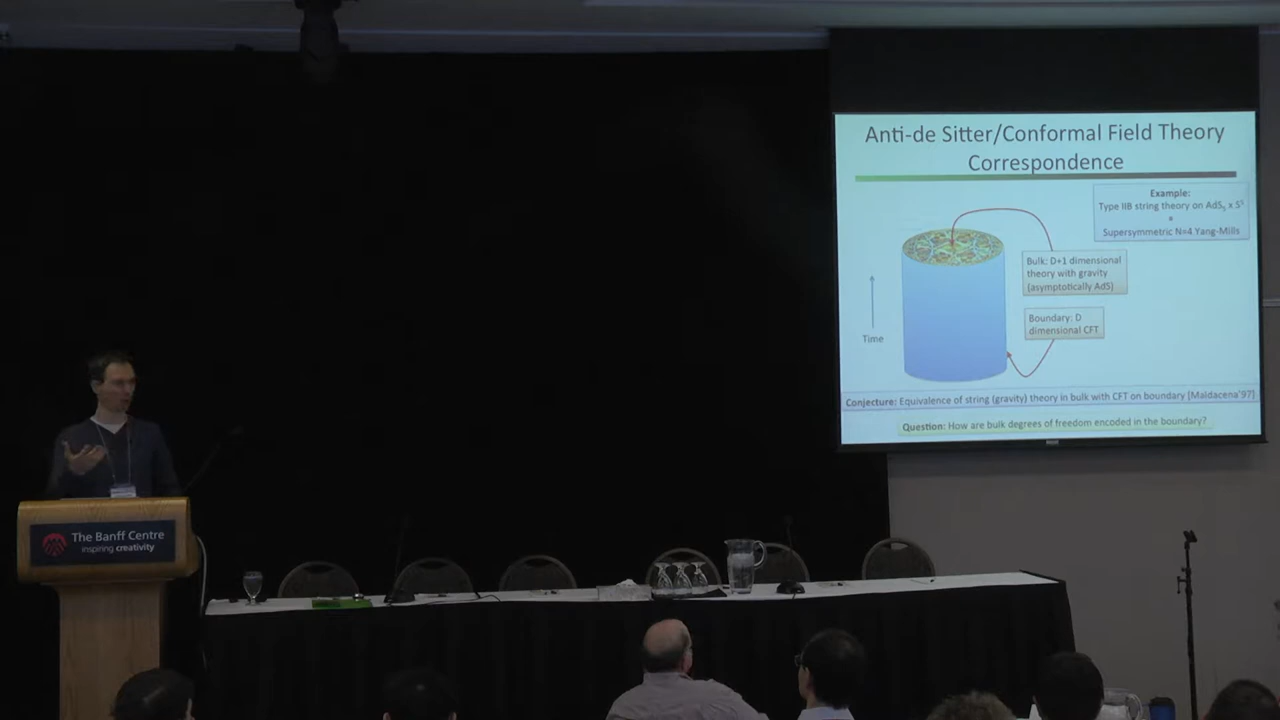 Anti-de Sitter/Conformal Field Theory
Correspondence
Example:
Type IIB string theory on AdS₅ x S⁵
=
Supersymmetric N=4 Yang-Mills
Bulk: D+1 dimensional
theory with gravity
(asymptotically AdS)
Boundary: D
dimensional CFT
Time
Conjecture: Equivalence of string (gravity) theory in bulk with CFT on boundary [Maldacena'97]
Question: How are bulk degrees of freedom encoded in the boundary?
The Banff Centre
inspiring creativity